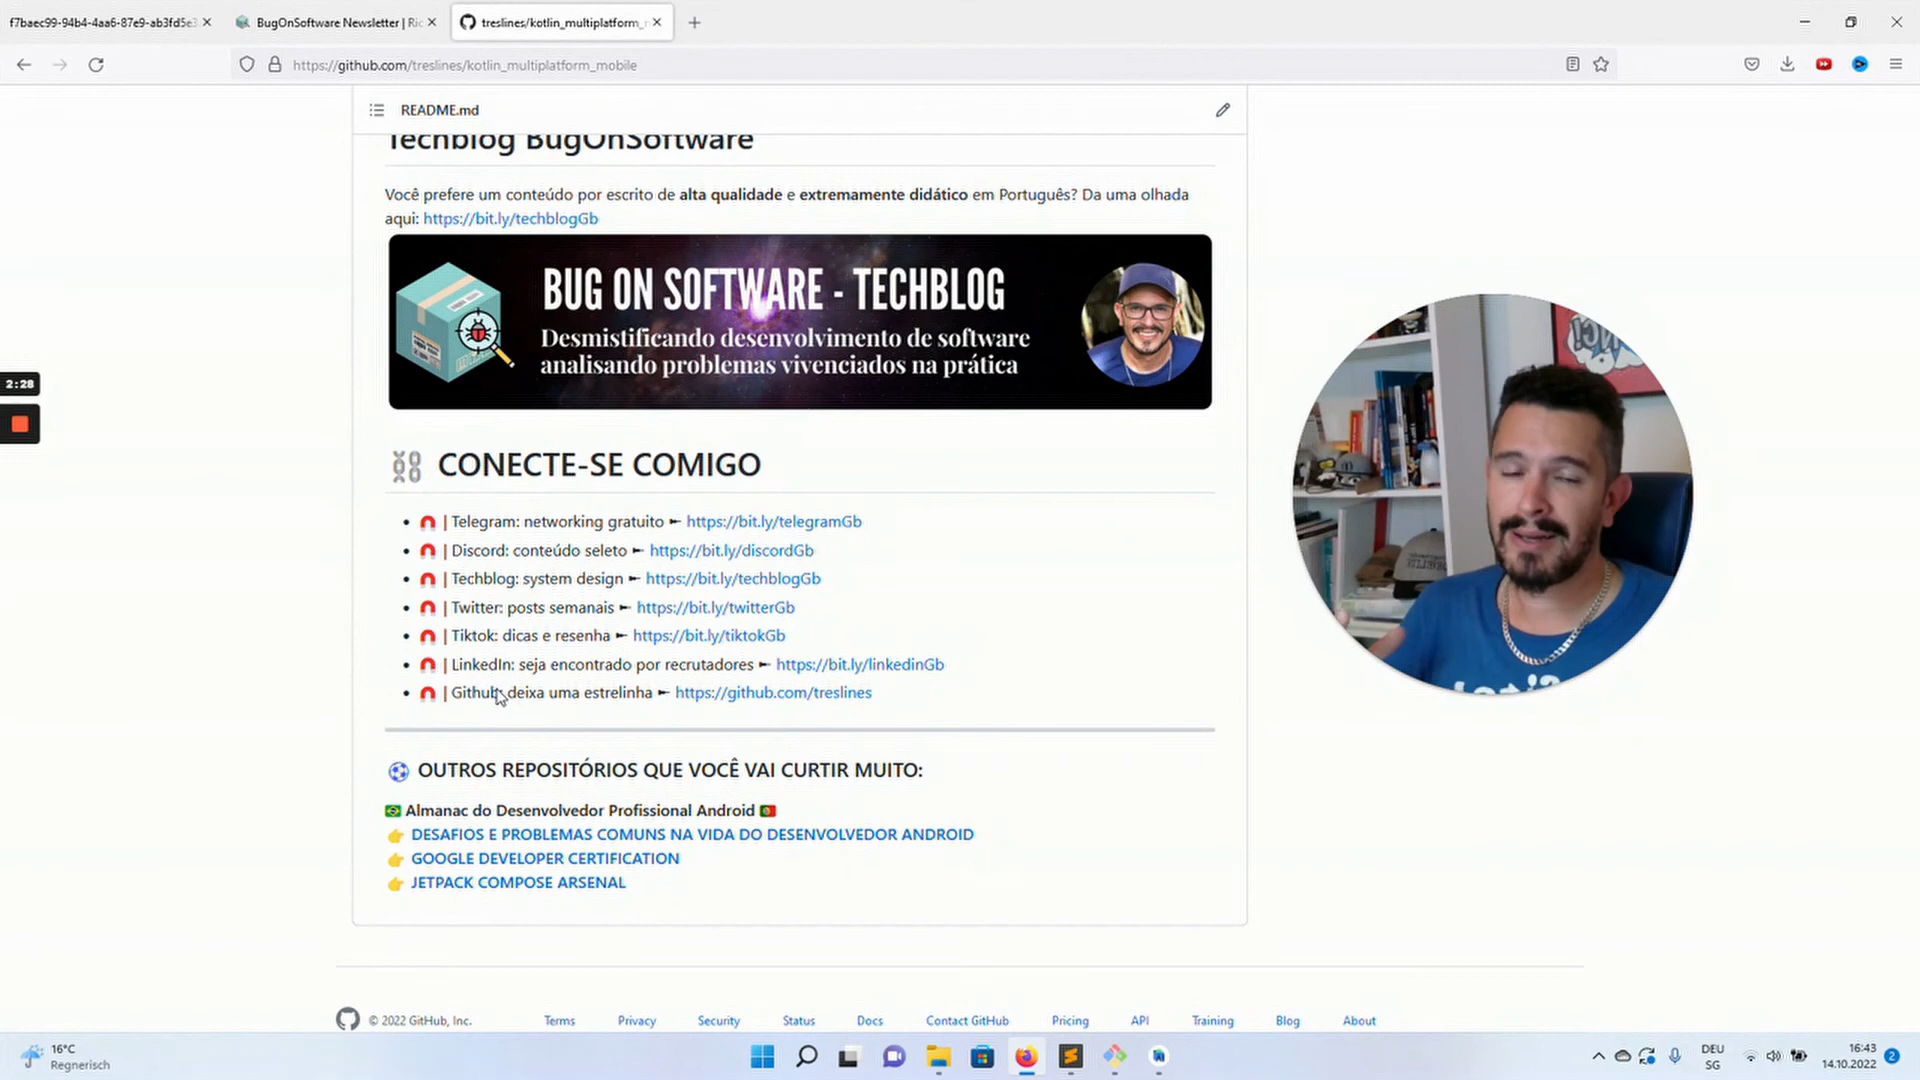 f7baec99-94b4-4aa6-87e9-ab3fd5e3
BugOnSoftware Newsletter | Ric
treslines/kotlin_multiplatform_
https://github.com/treslines/kotlin_multiplatform_mobile
README.md
Techblog BugOnSoftware
Você prefere um conteúdo por escrito de alta qualidade e extremamente didático em Português? Da uma olhada
aqui: https://bit.ly/techblogGb
BUG ON SOFTWARE - TECHBLOG
Desmistificando desenvolvimento de software
analisando problemas vivenciados na prática
2:28
CONECTE-SE COMIGO
| Telegram: networking gratuito ➼ https://bit.ly/telegramGb
| Discord: conteúdo seleto ➼ https://bit.ly/discordGb
| Techblog: system design ➼ https://bit.ly/techblogGb
| Twitter: posts semanais ➼ https://bit.ly/twitterGb
| Tiktok: dicas e resenha ➼ https://bit.ly/tiktokGb
| LinkedIn: seja encontrado por recrutadores ➼ https://bit.ly/linkedinGb
| Github: deixa uma estrelinha ➼ https://github.com/treslines
OUTROS REPOSITÓRIOS QUE VOCÊ VAI CURTIR MUITO:
Almanac do Desenvolvedor Profissional Android
DESAFIOS E PROBLEMAS COMUNS NA VIDA DO DESENVOLVEDOR ANDROID
GOOGLE DEVELOPER CERTIFICATION
JETPACK COMPOSE ARSENAL
© 2022 GitHub, Inc. Terms Privacy Security Status Docs Contact GitHub Pricing API Training Blog About
16°C
Regnerisch
DEU
SG
16:43
14.10.2022
2